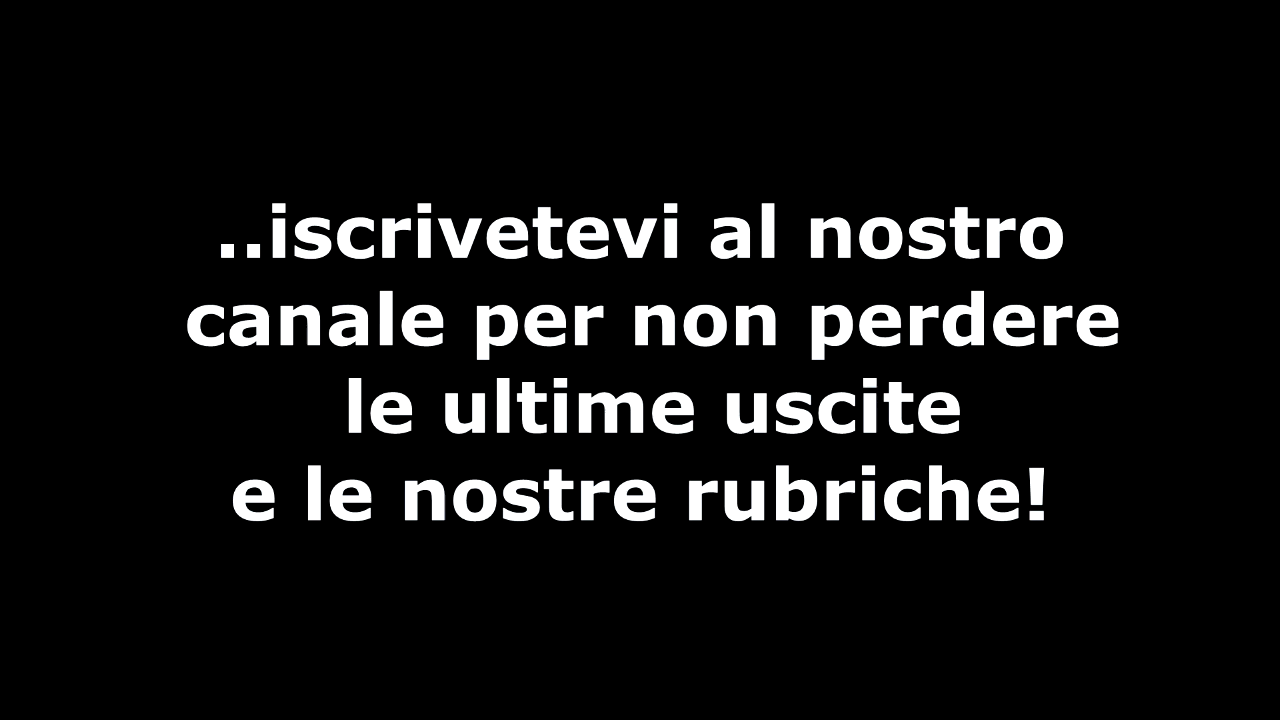 ..iscrivetevi al nostro
canale per non perdere
le ultime uscite
e le nostre rubriche!